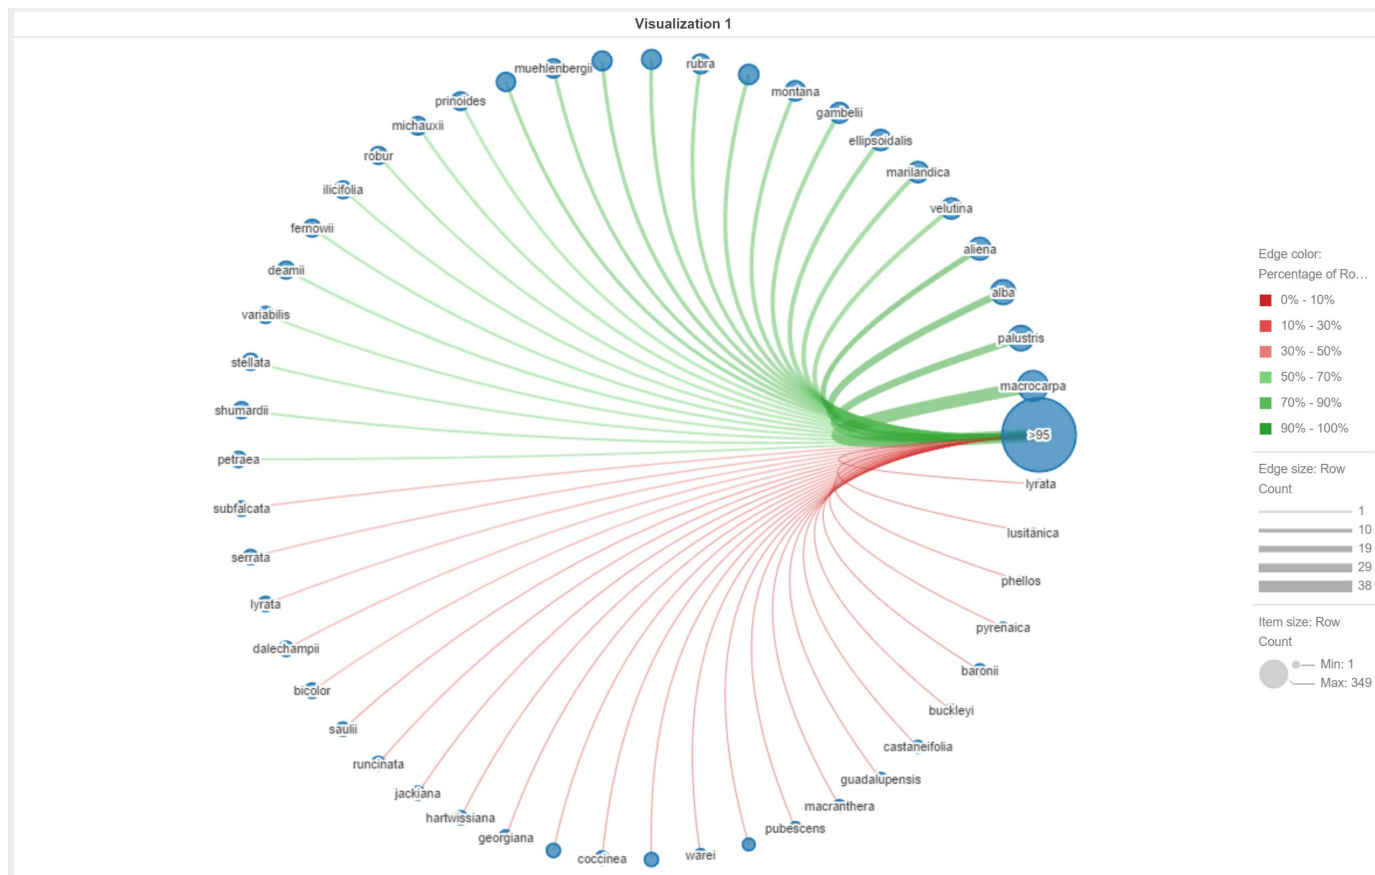 Visualization 1
muehlenbergii
rubra
prinoides
montana
michauxii
gambelii
robur
ellipsoidalis
ilicifolia
marilandica
fernowii
velutina
deamii
aliena
variabilis
alba
stellata
palustris
shumardii
macrocarpa
petraea
>95
subfalcata
lyrata
serrata
lusitanica
lyrata
phellos
dalechampii
pyrenaica
bicolor
baronii
saulii
buckleyi
runcinata
castaneifolia
jackiana
guadalupensis
hartwissiana
macranthera
georgiana
pubescens
coccinea
warei
Edge color:
Percentage of Ro...
0% - 10%
10% - 30%
30% - 50%
50% - 70%
70% - 90%
90% - 100%
Edge size: Row
Count
1
10
19
29
38
Item size: Row
Count
Min: 1
Max: 349